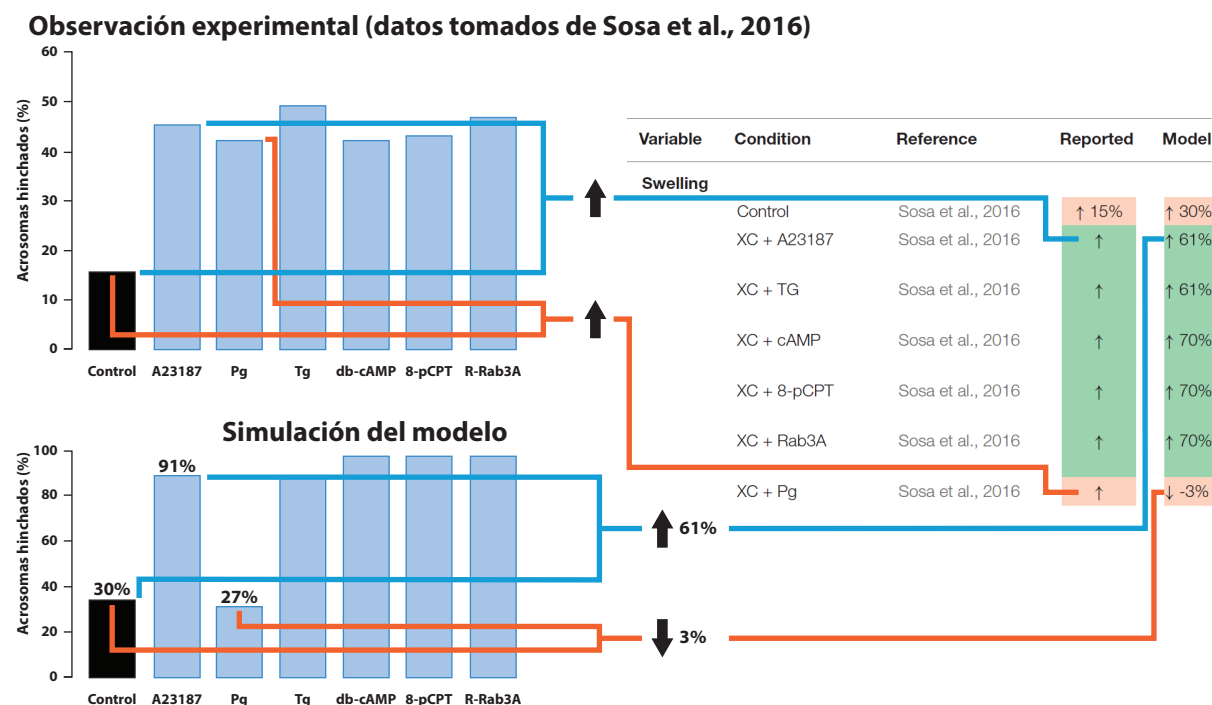 Observación experimental (datos tomados de Sosa et al., 2016)
Acrosomas hinchados (%)
60
50
40
30
20
10
0
Control A23187 Pg Tg db-cAMP 8-pCPT R-Rab3A
Variable Condition Reference Reported Model
Swelling
Control Sosa et al., 2016 ↑ 15% ↑ 30%
XC + A23187 Sosa et al., 2016 ↑ ↑ 61%
XC + TG Sosa et al., 2016 ↑ ↑ 61%
XC + cAMP Sosa et al., 2016 ↑ ↑ 70%
XC + 8-pCPT Sosa et al., 2016 ↑ ↑ 70%
XC + Rab3A Sosa et al., 2016 ↑ ↑ 70%
XC + Pg Sosa et al., 2016 ↑ ↓ -3%
Simulación del modelo
Acrosomas hinchados (%)
100
80
60
40
20
0
30%
91%
27%
61%
3%
Control A23187 Pg Tg db-cAMP 8-pCPT R-Rab3A